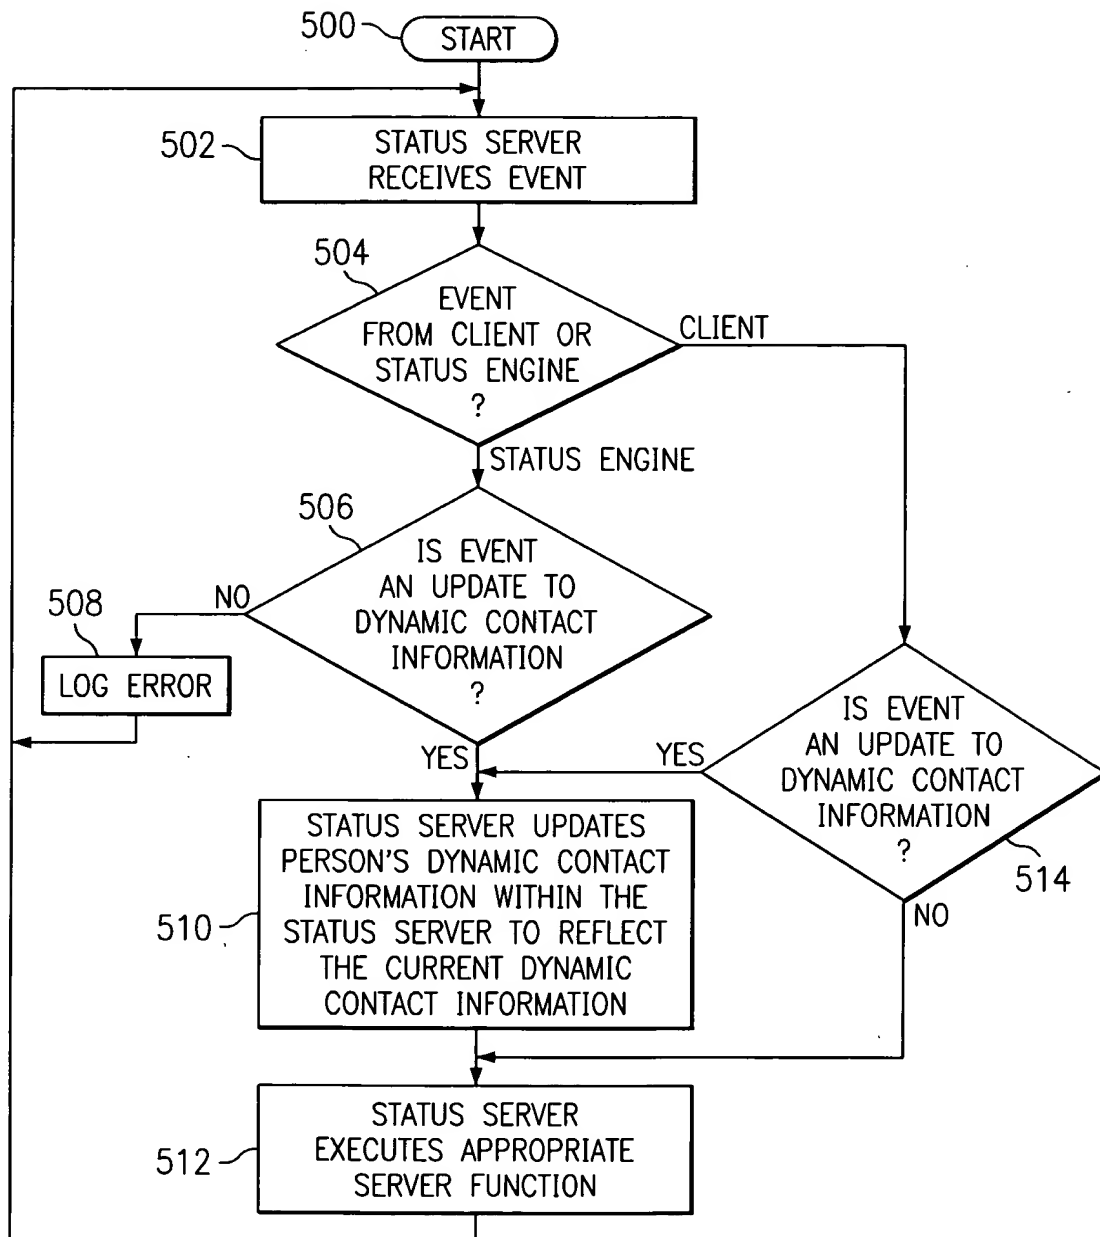 500
START
502
STATUS SERVER
RECEIVES EVENT
504
EVENT
FROM CLIENT OR
STATUS ENGINE
?
CLIENT
STATUS ENGINE
506
IS EVENT
AN UPDATE TO
DYNAMIC CONTACT
INFORMATION
?
NO
508
LOG ERROR
YES
YES
IS EVENT
AN UPDATE TO
DYNAMIC CONTACT
INFORMATION
?
514
NO
510
STATUS SERVER UPDATES
PERSON'S DYNAMIC CONTACT
INFORMATION WITHIN THE
STATUS SERVER TO REFLECT
THE CURRENT DYNAMIC
CONTACT INFORMATION
512
STATUS SERVER
EXECUTES APPROPRIATE
SERVER FUNCTION